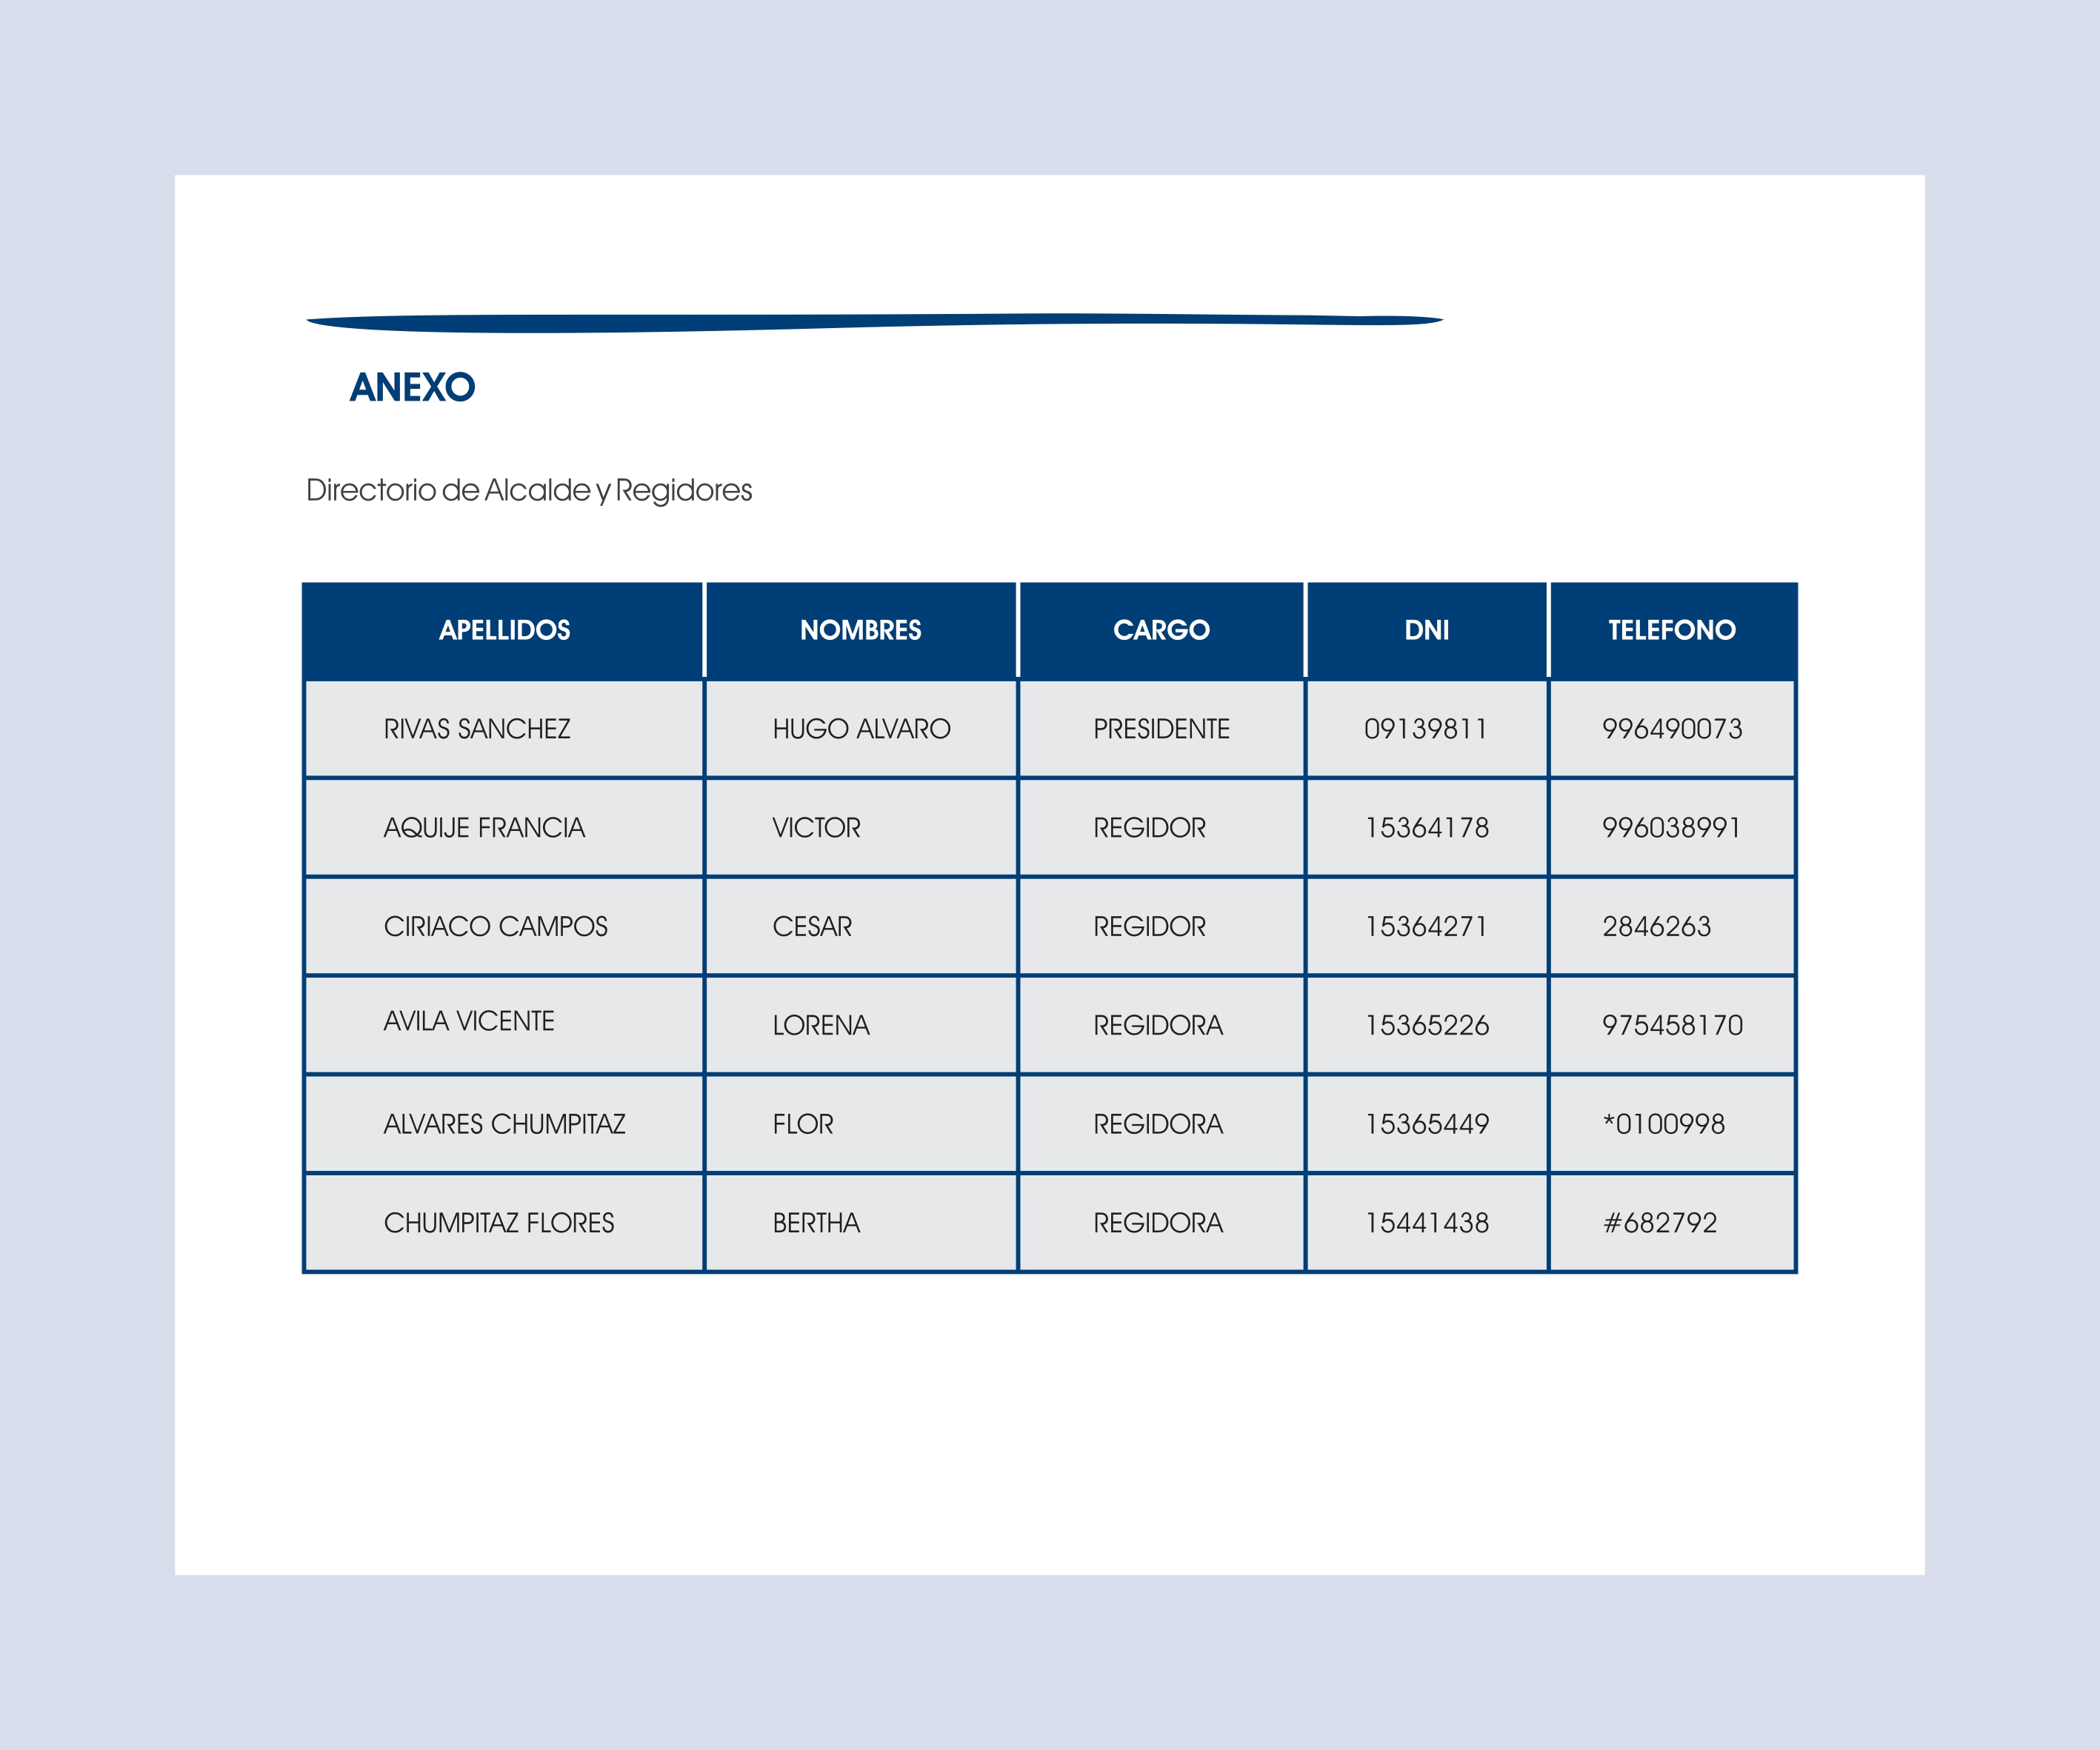 ANEXO
Directorio de Alcalde y Regidores
APELLIDOS NOMBRES CARGO DNI TELEFONO
RIVAS SANCHEZ HUGO ALVARO PRESIDENTE 09139811 996490073
AQUIJE FRANCIA VICTOR REGIDOR 15364178 996038991
CIRIACO CAMPOS CESAR REGIDOR 15364271 2846263
AVILA VICENTE LORENA REGIDORA 15365226 975458170
ALVARES CHUMPITAZ FLOR REGIDORA 15365449 *0100098
CHUMPITAZ FLORES BERTHA REGIDORA 15441438 #682792